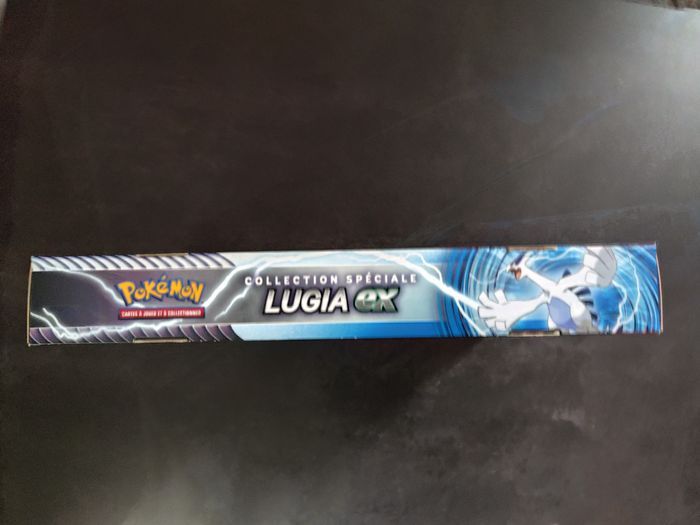 POKÉMON
CARTES À JOUER ET À COLLECTIONNER
COLLECTION SPÉCIALE
LUGIA ex